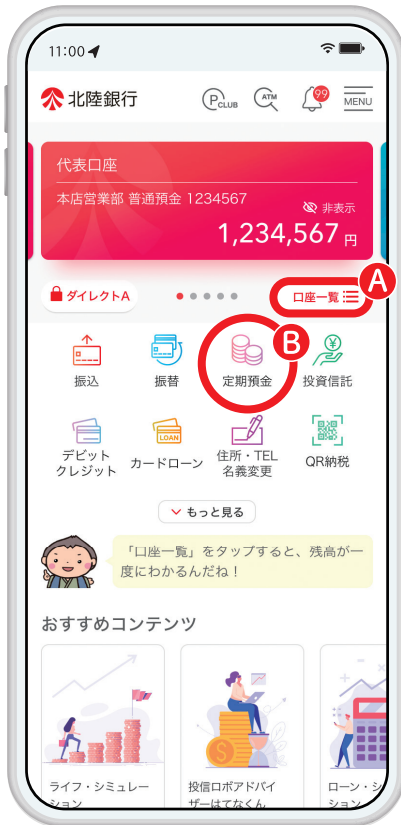 11:00
北陸銀行
P CLUB
ATM
99
MENU
代表口座
本店営業部 普通預金 1234567
非表示
1,234,567 円
ダイレクトA
口座一覧
A
B
振込
振替
定期預金
投資信託
デビット
クレジット
LOAN
カードローン
住所・TEL
名義変更
QR納税
もっと見る
「口座一覧」をタップすると、残高が一
度にわかるんだね！
おすすめコンテンツ
ライフ・シミュレー
ション
投信ロボアドバイ
ザーはてなくん
ローン・シ
ション